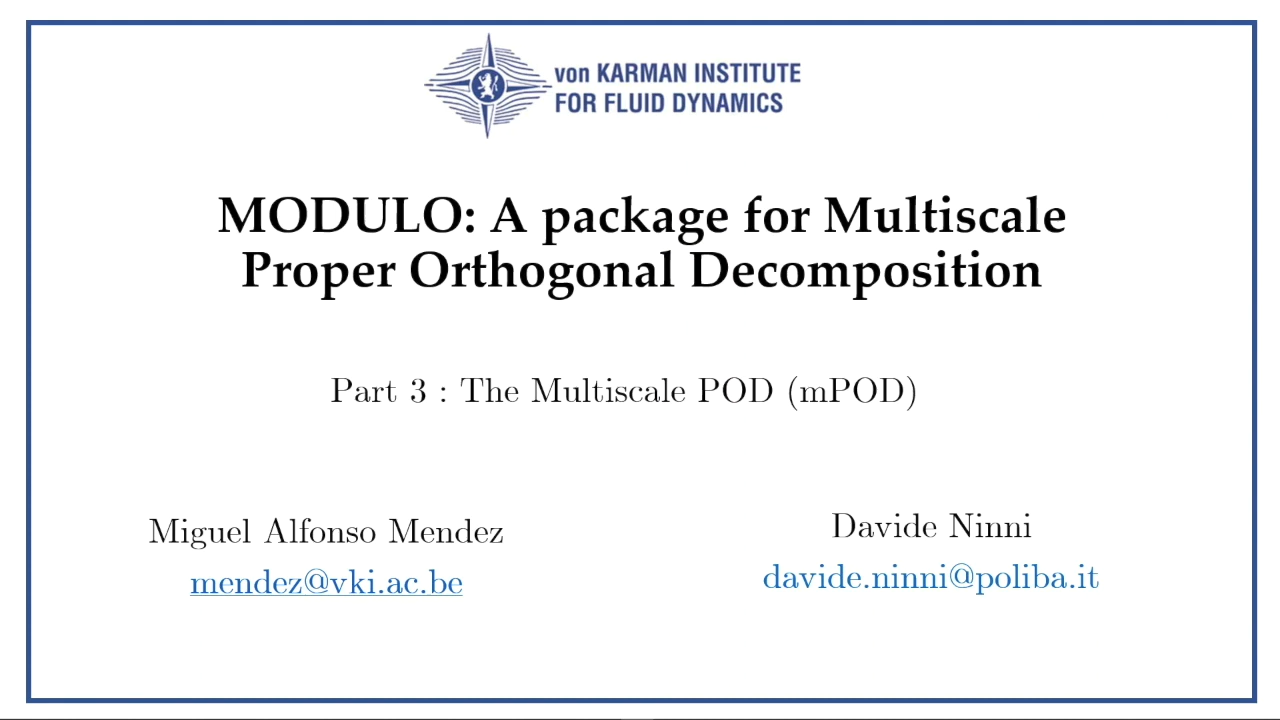 von KARMAN INSTITUTE
FOR FLUID DYNAMICS
MODULO: A package for Multiscale
Proper Orthogonal Decomposition
Part 3 : The Multiscale POD (mPOD)
Miguel Alfonso Mendez
mendez@vki.ac.be
Davide Ninni
davide.ninni@poliba.it